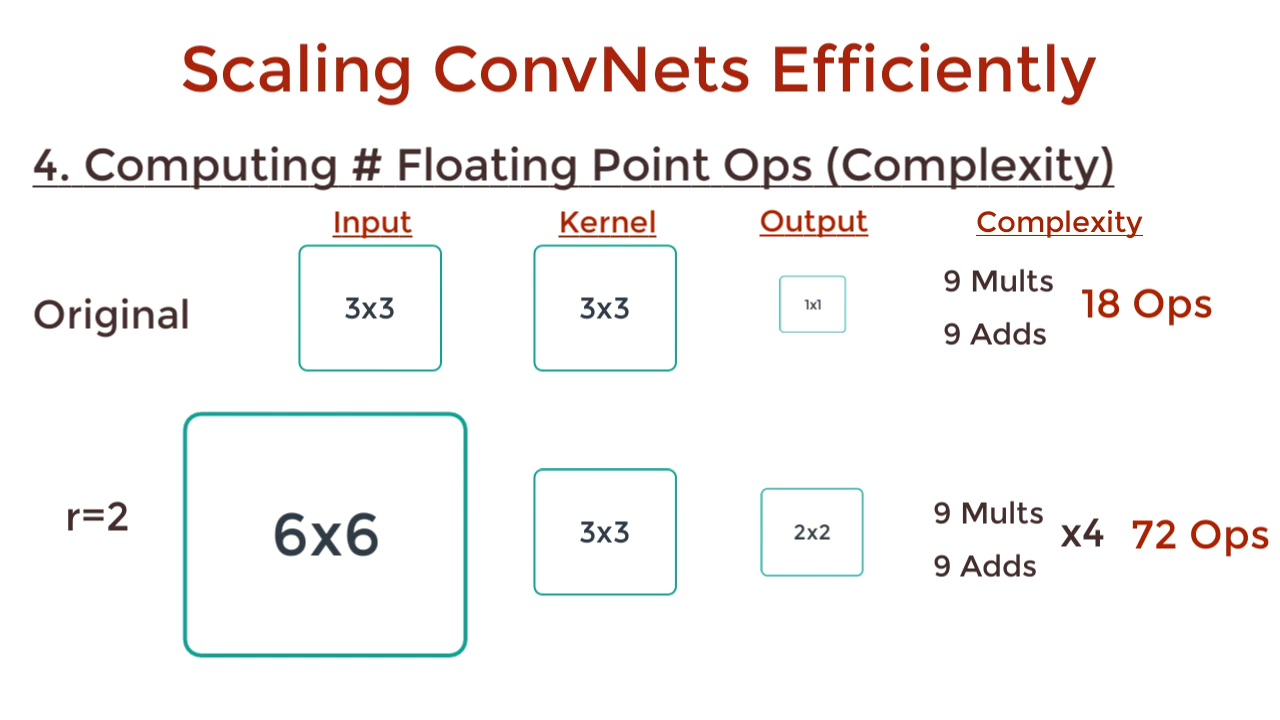 Scaling ConvNets Efficiently
4. Computing # Floating Point Ops (Complexity)
Input Kernel Output Complexity
Original
3x3
3x3
1x1
9 Mults
9 Adds
18 Ops
r=2
6x6
3x3
2x2
9 Mults
9 Adds
x4
72 Ops